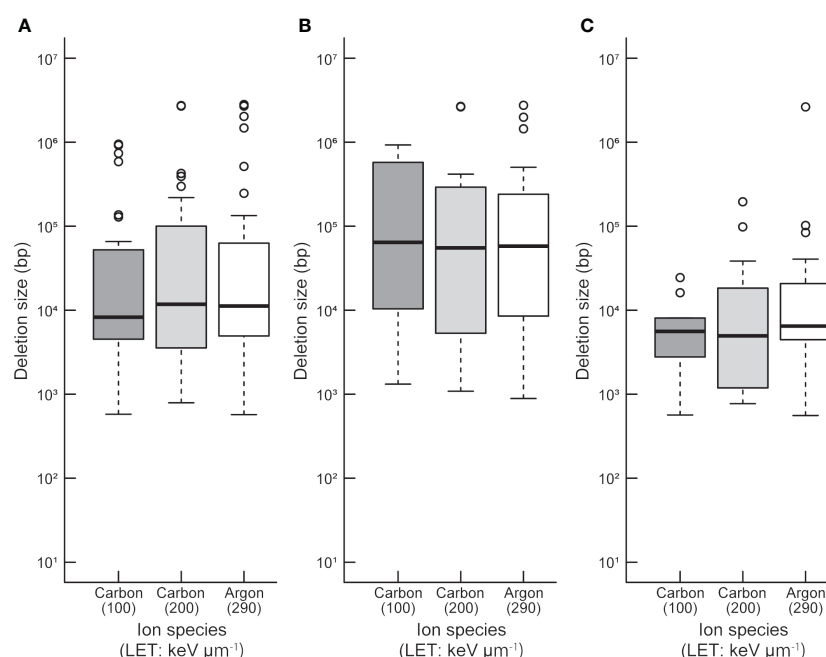 A
Deletion size (bp)
10⁷
10⁶
10⁵
10⁴
10³
10²
10¹
Carbon Carbon Argon
(100) (200) (290)
Ion species
(LET: keV µm⁻¹)
B
Deletion size (bp)
10⁷
10⁶
10⁵
10⁴
10³
10²
10¹
Carbon Carbon Argon
(100) (200) (290)
Ion species
(LET: keV µm⁻¹)
C
Deletion size (bp)
10⁷
10⁶
10⁵
10⁴
10³
10²
10¹
Carbon Carbon Argon
(100) (200) (290)
Ion species
(LET: keV µm⁻¹)